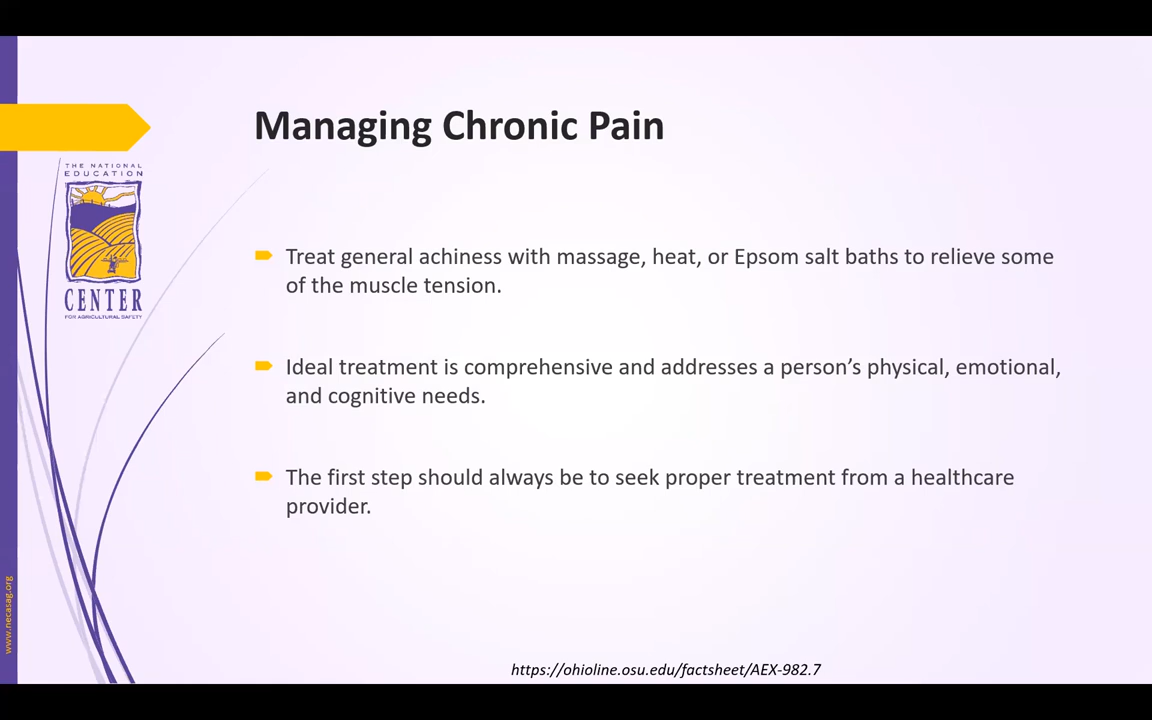 Managing Chronic Pain
THE NATIONAL
EDUCATION
CENTER
FOR AGRICULTURAL SAFETY
Treat general achiness with massage, heat, or Epsom salt baths to relieve some
of the muscle tension.
Ideal treatment is comprehensive and addresses a person’s physical, emotional,
and cognitive needs.
The first step should always be to seek proper treatment from a healthcare
provider.
www.necasag.org
https://ohioline.osu.edu/factsheet/AEX-982.7